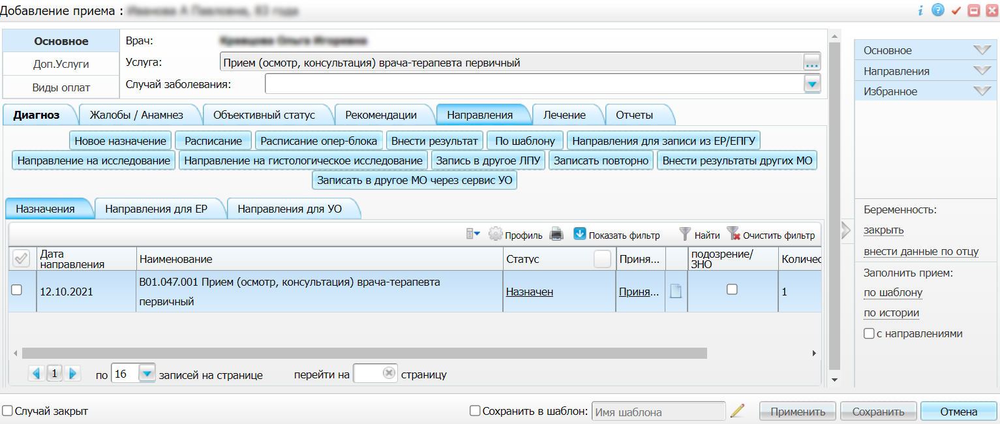 Добавление приема :
Основное
Доп.Услуги
Виды оплат
Врач:
Услуга: Прием (осмотр, консультация) врача-терапевта первичный ...
Случай заболевания:
Диагноз Жалобы / Анамнез Объективный статус Рекомендации Направления Лечение Отчеты
Новое назначение Расписание Расписание опер-блока Внести результат По шаблону Направления для записи из ЕР/ЕПГУ
Направление на исследование Направление на гистологическое исследование Запись в другое ЛПУ Записать повторно Внести результаты других МО
Записать в другое МО через сервис УО
Назначения Направления для ЕР Направления для УО
Профиль Показать фильтр Найти Очистить фильтр
Дата направления Наименование Статус Приня... подозрение/ЗНО Количес
12.10.2021 B01.047.001 Прием (осмотр, консультация) врача-терапевта первичный Назначен Приня... 1
1 по 16 записей на странице перейти на страницу
Основное
Направления
Избранное
Беременность:
закрыть
внести данные по отцу
Заполнить прием:
по шаблону
по истории
с направлениями
Случай закрыт Сохранить в шаблон: Имя шаблона Применить Сохранить Отмена